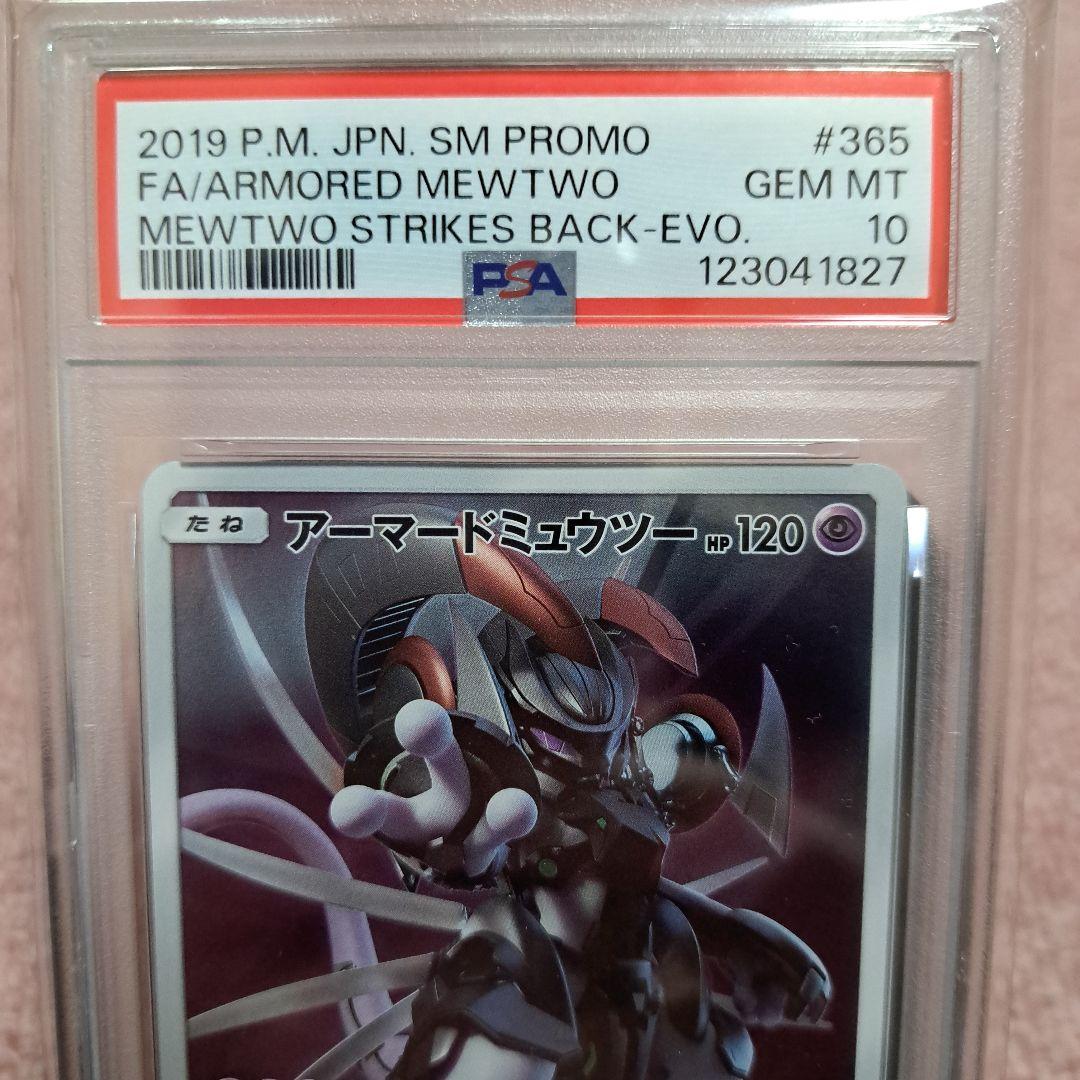 2019 P.M. JPN. SM PROMO #365
FA/ARMORED MEWTWO GEM MT
MEWTWO STRIKES BACK-EVO. 10
PSA 123041827
たね アーマードミュウツー HP 120